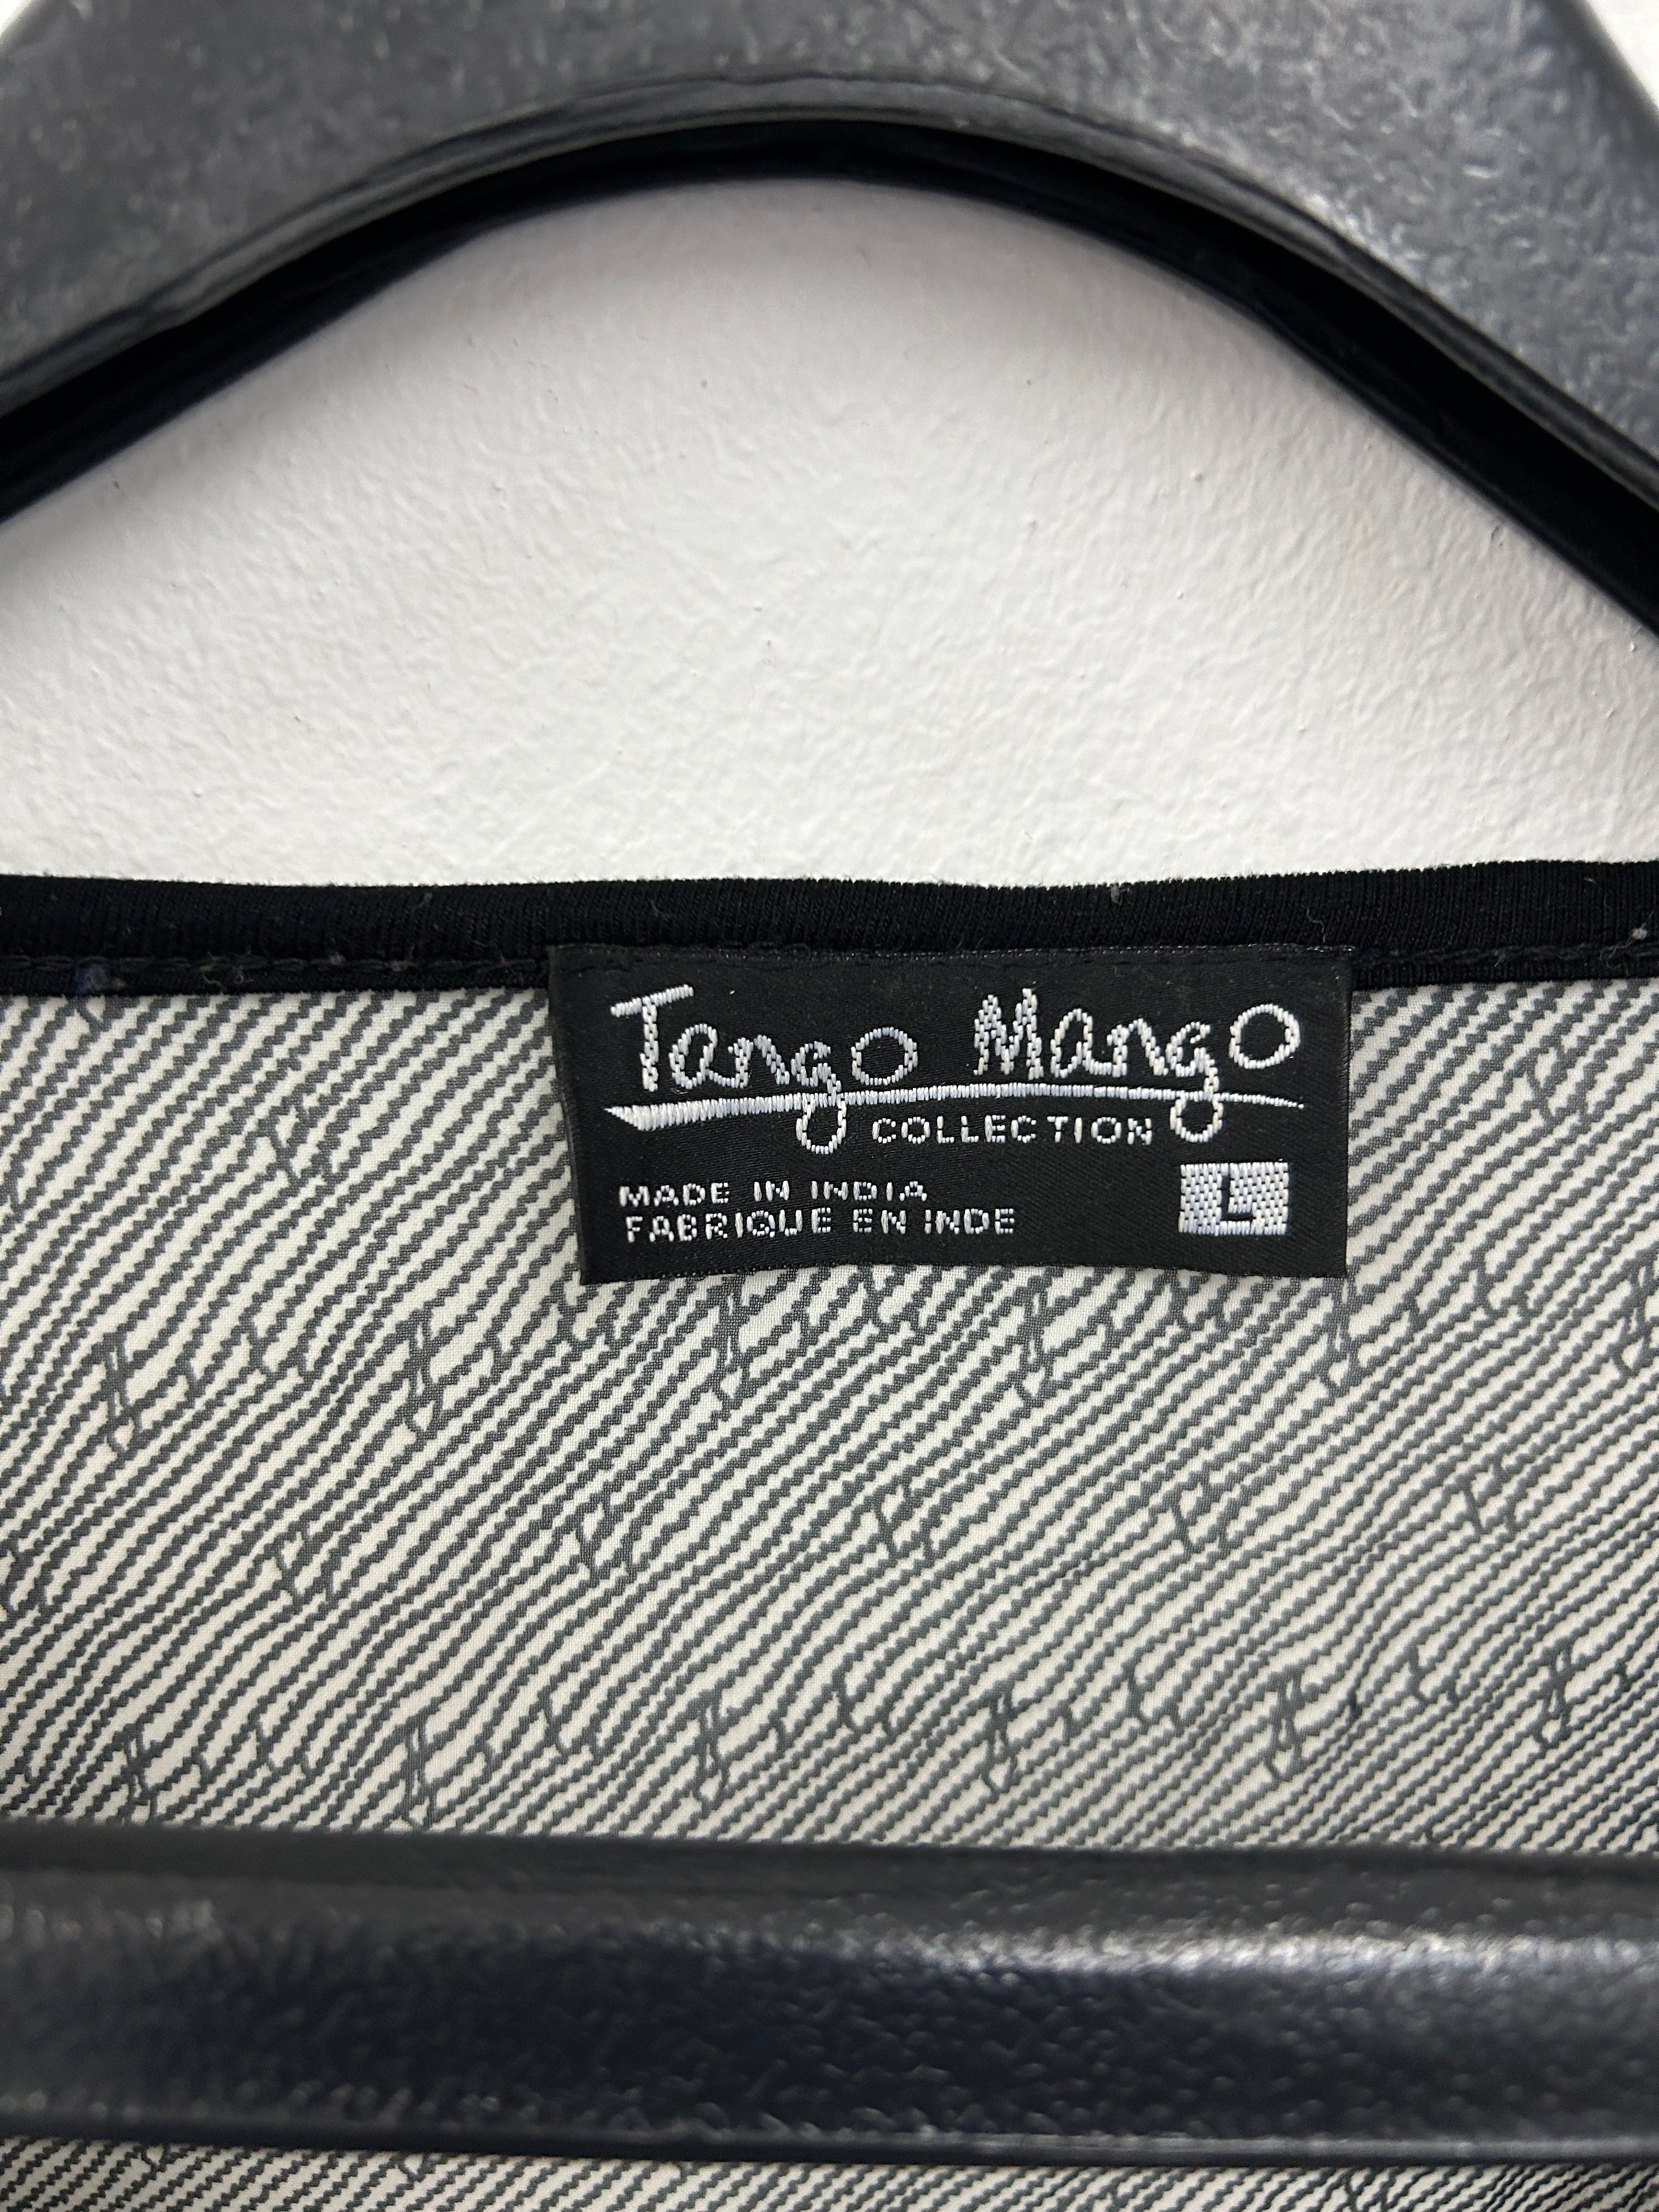 Tango Mango
COLLECTION
MADE IN INDIA
FABRIQUE EN INDE
L